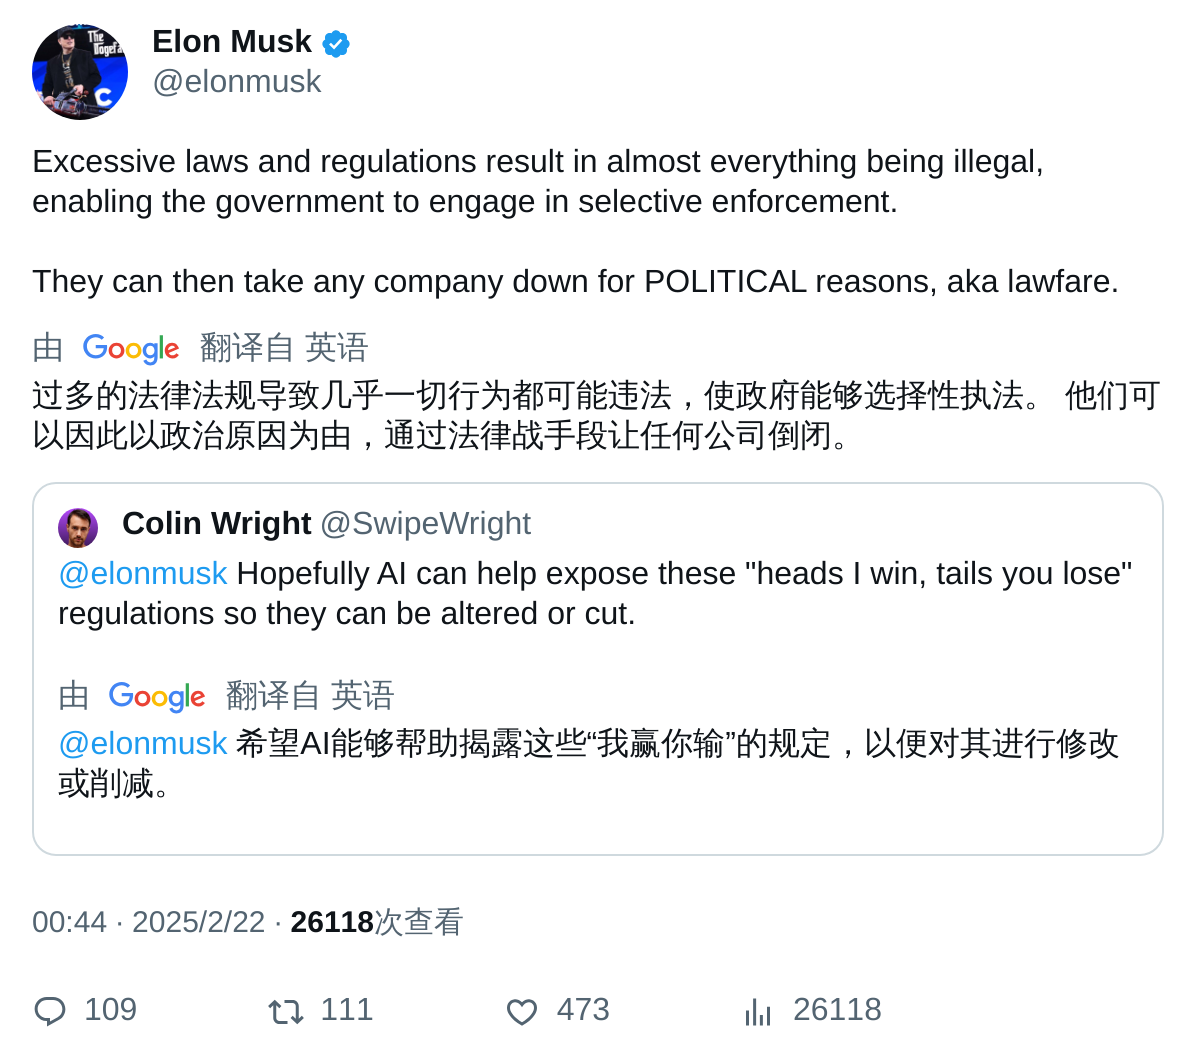 The
Dogefa
C
Elon Musk
@elonmusk
Excessive laws and regulations result in almost everything being illegal,
enabling the government to engage in selective enforcement.
They can then take any company down for POLITICAL reasons, aka lawfare.
由 Google 翻译自 英语
过多的法律法规导致几乎一切行为都可能违法，使政府能够选择性执法。 他们可
以因此以政治原因为由，通过法律战手段让任何公司倒闭。
Colin Wright @SwipeWright
@elonmusk Hopefully AI can help expose these "heads I win, tails you lose"
regulations so they can be altered or cut.
由 Google 翻译自 英语
@elonmusk 希望AI能够帮助揭露这些“我赢你输”的规定，以便对其进行修改
或削减。
00:44 · 2025/2/22 · 26118次查看
109 111 473 26118